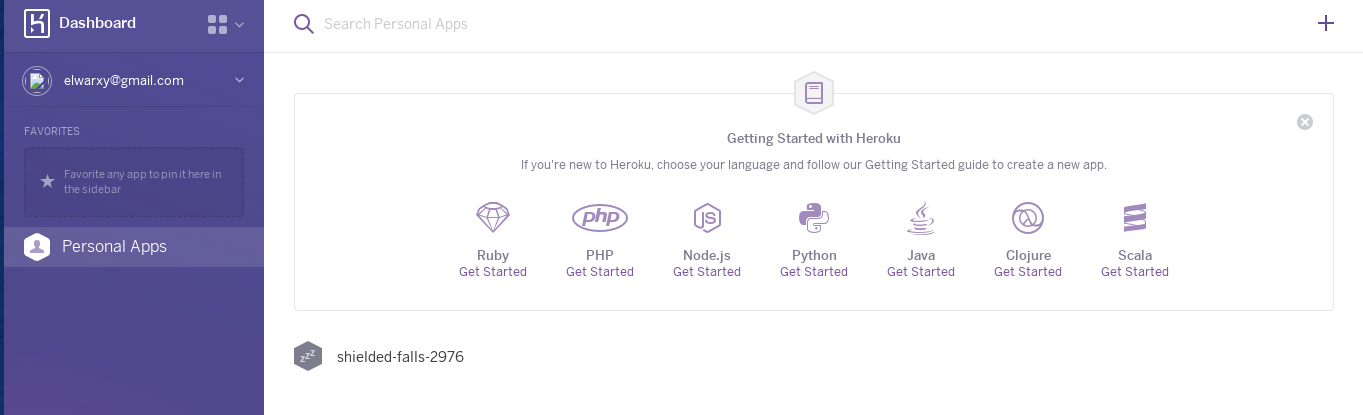 Dashboard
Search Personal Apps
elwarxy@gmail.com
FAVORITES
Favorite any app to pin it here in
the sidebar
Personal Apps
Getting Started with Heroku
If you're new to Heroku, choose your language and follow our Getting Started guide to create a new app.
php
JS
Ruby PHP Node.js Python Java Clojure Scala
Get Started Get Started Get Started Get Started Get Started Get Started Get Started
zzz
shielded-falls-2976